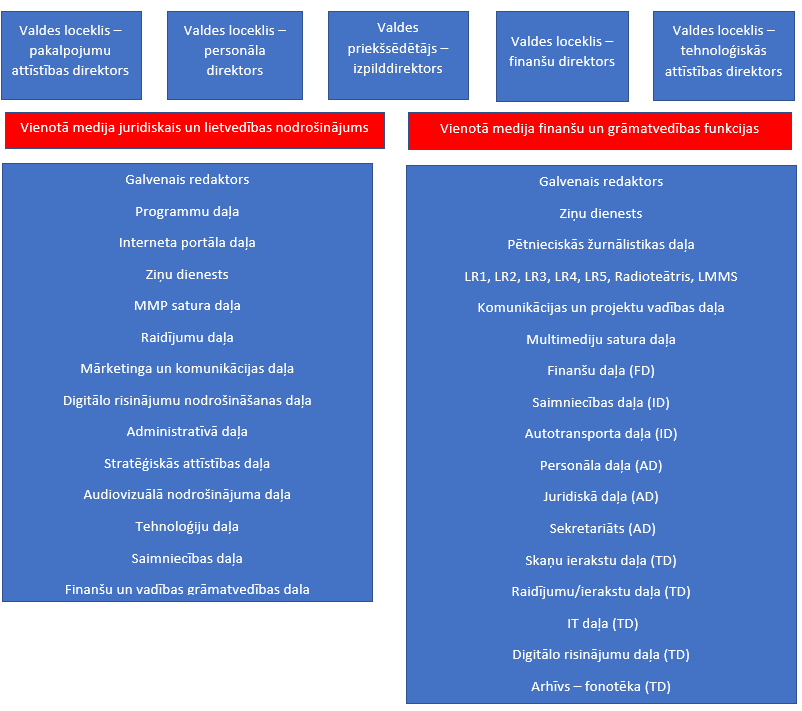 Valdes loceklis –
pakalpojumu
attīstības direktors
Valdes loceklis –
personāla
direktors
Valdes
priekšsēdētājs –
izpilddirektors
Valdes loceklis –
finanšu direktors
Valdes loceklis –
tehnoloģiskās
attīstības direktors
Vienotā medija juridiskais un lietvedības nodrošinājums
Vienotā medija finanšu un grāmatvedības funkcijas
Galvenais redaktors
Programmu daļa
Interneta portāla daļa
Ziņu dienests
MMP satura daļa
Raidījumu daļa
Mārketinga un komunikācijas daļa
Digitālo risinājumu nodrošināšanas daļa
Administratīvā daļa
Stratēģiskās attīstības daļa
Audiovizuālā nodrošinājuma daļa
Tehnoloģiju daļa
Saimniecības daļa
Finanšu un vadības grāmatvedības daļa
Galvenais redaktors
Ziņu dienests
Pētnieciskās žurnālistikas daļa
LR1, LR2, LR3, LR4, LR5, Radioteātris, LMMS
Komunikācijas un projektu vadības daļa
Multimediju satura daļa
Finanšu daļa (FD)
Saimniecības daļa (ID)
Autotransporta daļa (ID)
Personāla daļa (AD)
Juridiskā daļa (AD)
Sekretariāts (AD)
Skaņu ierakstu daļa (TD)
Raidījumu/ierakstu daļa (TD)
IT daļa (TD)
Digitālo risinājumu daļa (TD)
Arhīvs – fonotēka (TD)